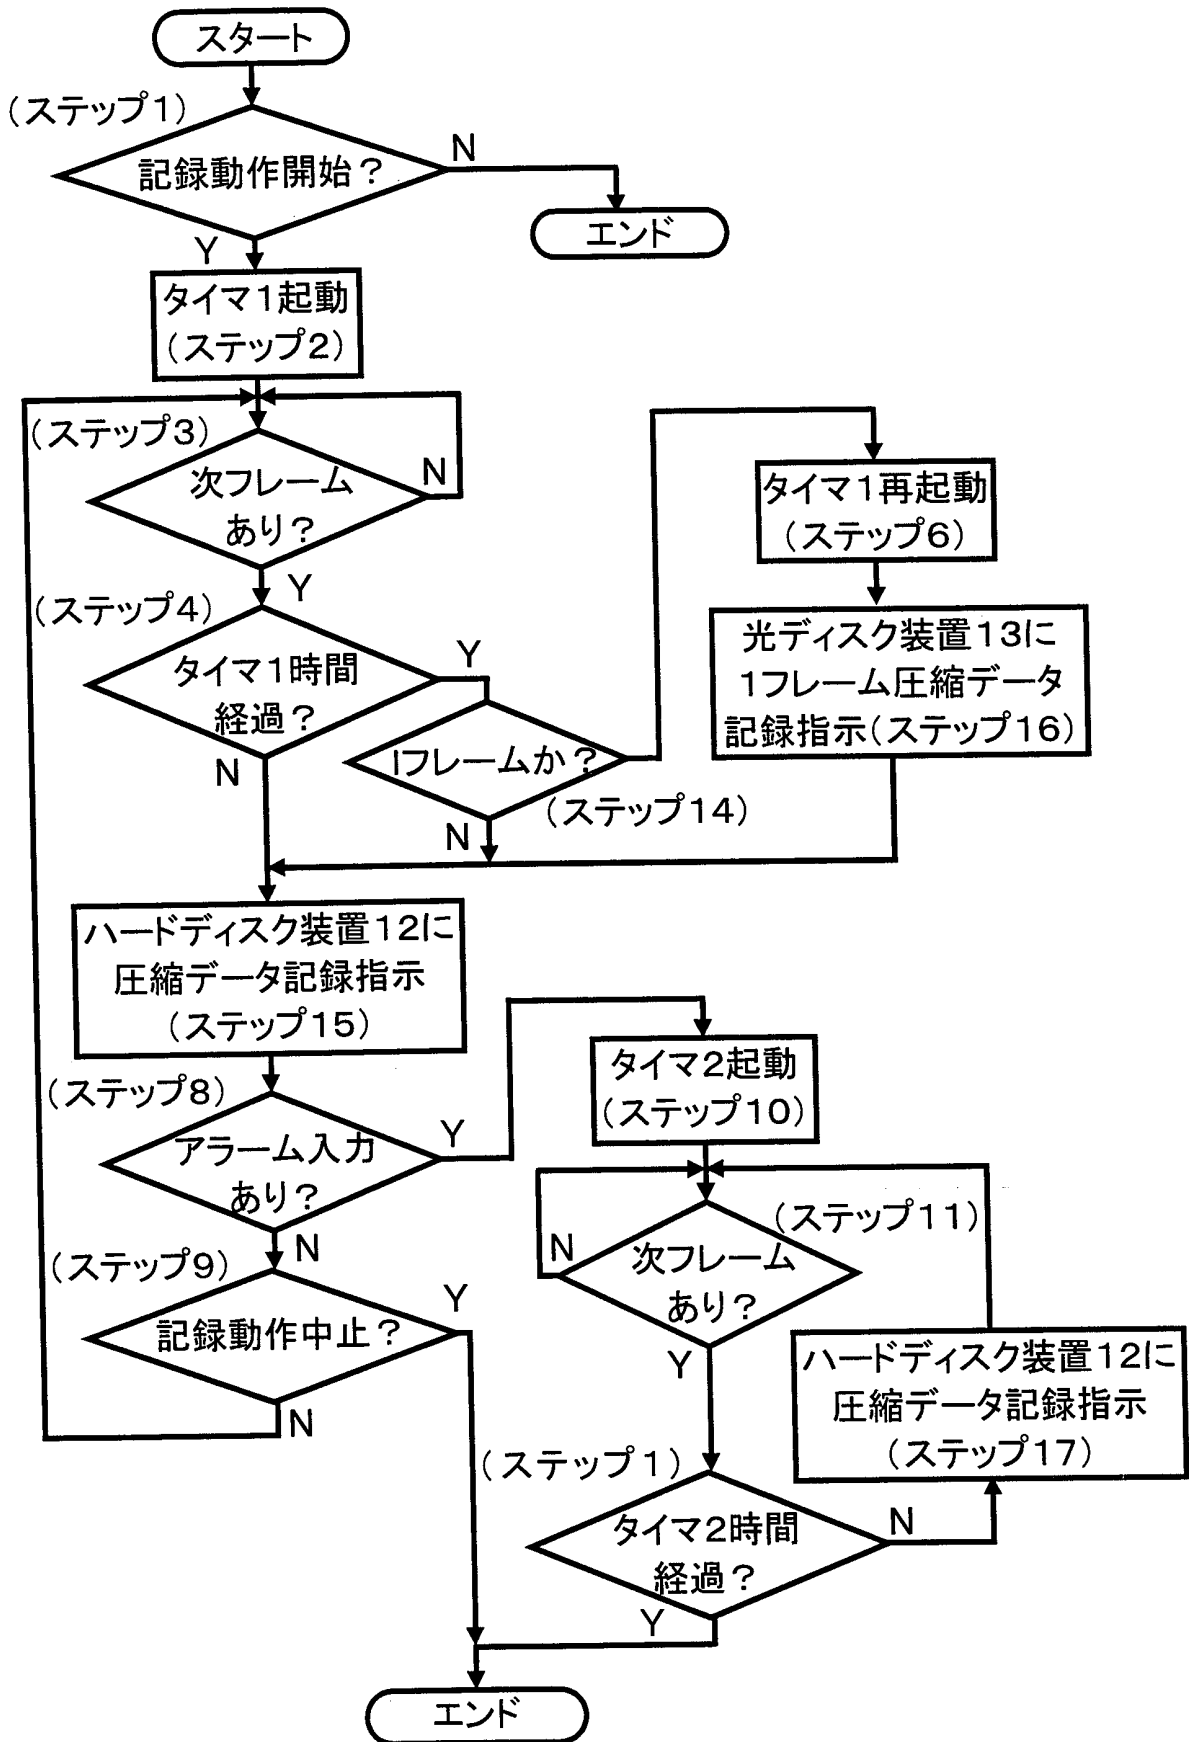 スタート
(ステップ1)
記録動作開始?
N
エンド
Y
タイマ1起動
(ステップ2)
(ステップ3)
次フレーム
あり?
N
Y
タイマ1再起動
(ステップ6)
(ステップ4)
タイマ1時間
経過?
Y
N
光ディスク装置13に
1フレーム圧縮データ
記録指示(ステップ16)
Iフレームか?
(ステップ14)
N
ハードディスク装置12に
圧縮データ記録指示
(ステップ15)
(ステップ8)
アラーム入力
あり?
Y
N
タイマ2起動
(ステップ10)
(ステップ11)
次フレーム
あり?
N
Y
(ステップ9)
記録動作中止?
Y
N
ハードディスク装置12に
圧縮データ記録指示
(ステップ17)
(ステップ1)
タイマ2時間
経過?
N
Y
エンド